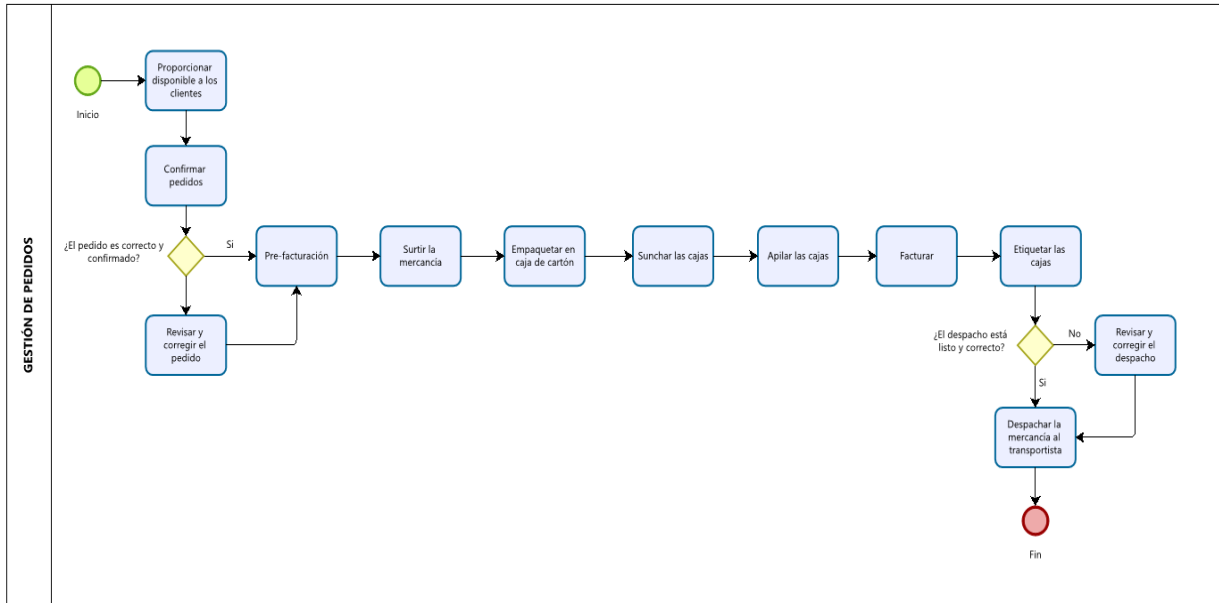 GESTIÓN DE PEDIDOS
Inicio
Proporcionar
disponible a los
clientes
Confirmar
pedidos
¿El pedido es correcto y
confirmado?
Si
Revisar y
corregir el
pedido
Pre-facturación
Surtir la
mercancía
Empaquetar en
caja de cartón
Sunchar las cajas
Apilar las cajas
Facturar
Etiquetar las
cajas
¿El despacho está
listo y correcto?
No
Revisar y
corregir el
despacho
Si
Despachar la
mercancía al
transportista
Fin